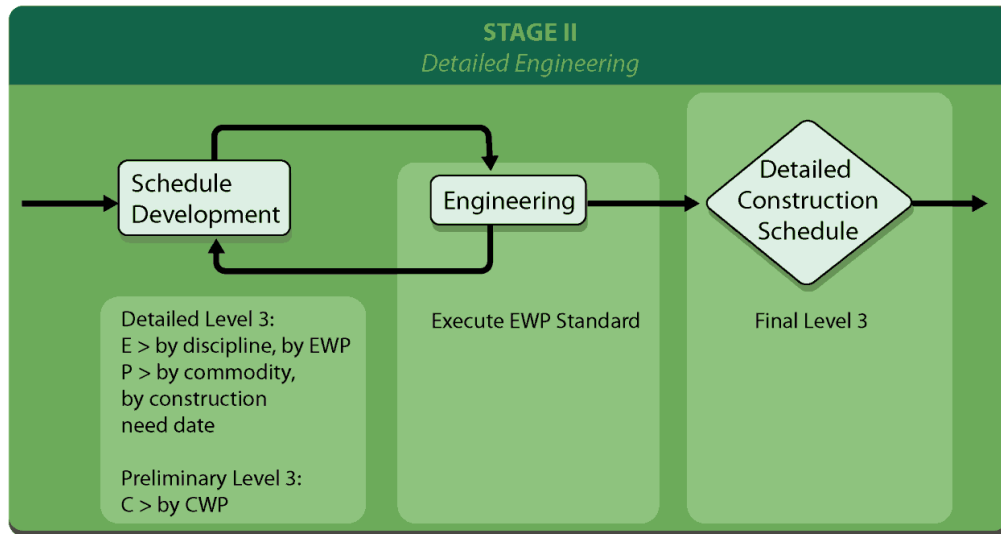 STAGE II
Detailed Engineering
Schedule
Development
Engineering
Detailed
Construction
Schedule
Detailed Level 3:
E > by discipline, by EWP
P > by commodity,
by construction
need date
Preliminary Level 3:
C > by CWP
Execute EWP Standard
Final Level 3